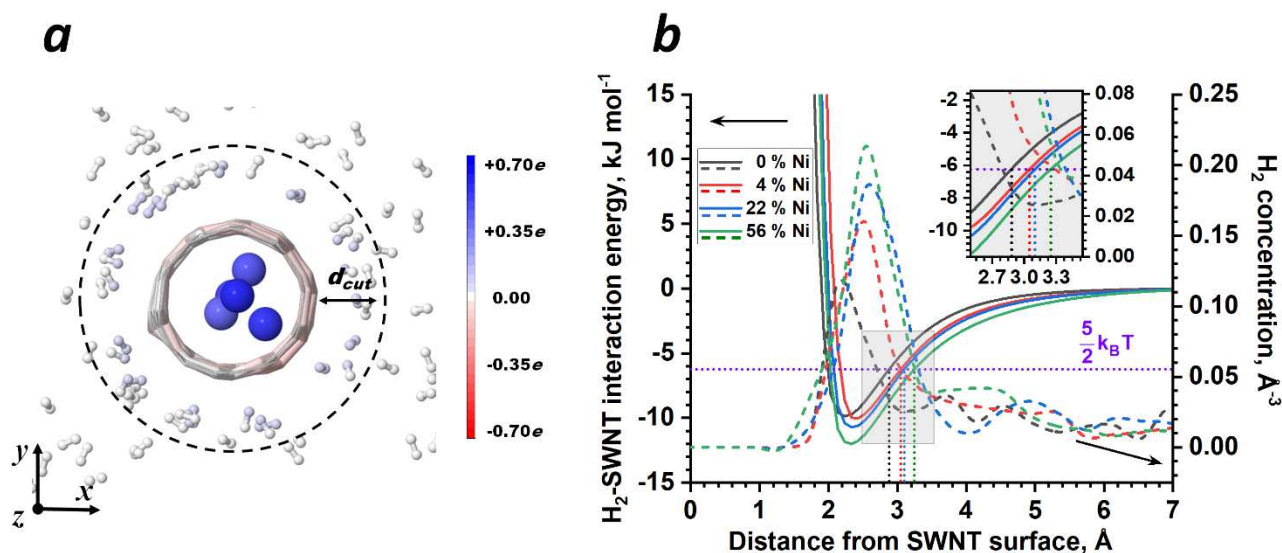 a
d_cut
+0.70e
+0.35e
0.00
-0.35e
-0.70e
y
x
z
b
H₂-SWNT interaction energy, kJ mol⁻¹
15
10
5
0
-5
-10
-15
0 % Ni
4 % Ni
22 % Ni
56 % Ni
-2
-4
-6
-8
-10
0.08
0.06
0.04
0.02
0.00
2.7 3.0 3.3
5/2 k_BT
0.25
0.20
0.15
0.10
0.05
0.00
H₂ concentration, Å⁻³
0 1 2 3 4 5 6 7
Distance from SWNT surface, Å